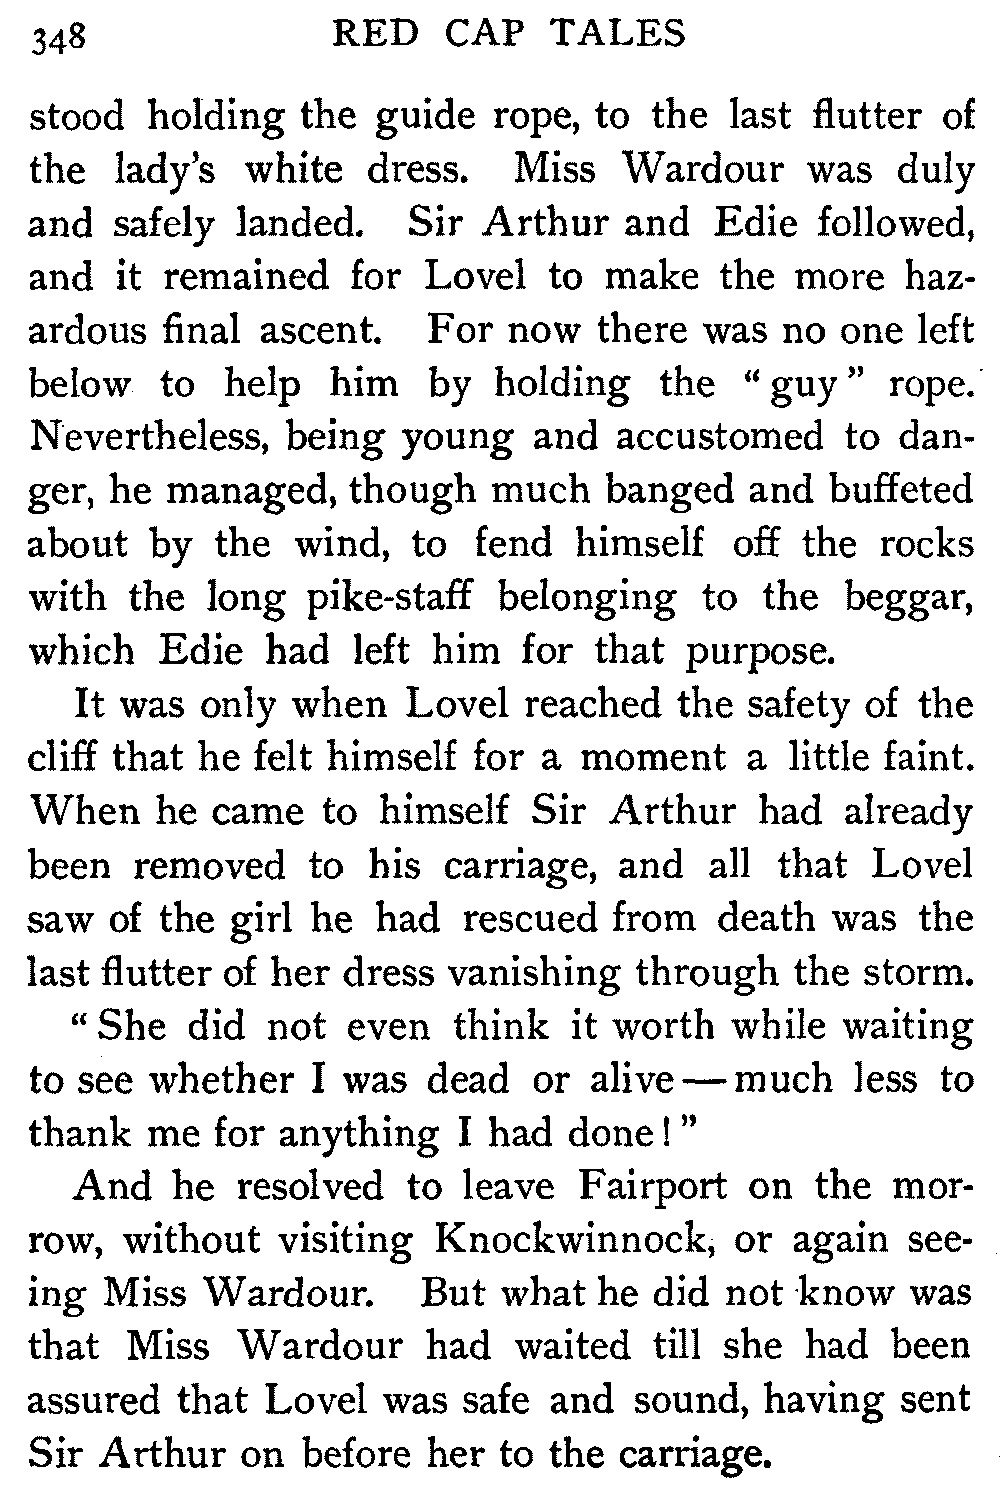 348 RED CAP TALES
stood holding the guide rope, to the last flutter of
the lady's white dress. Miss Wardour was duly
and safely landed. Sir Arthur and Edie followed,
and it remained for Lovel to make the more haz-
ardous final ascent. For now there was no one left
below to help him by holding the “guy” rope.
Nevertheless, being young and accustomed to dan-
ger, he managed, though much banged and buffeted
about by the wind, to fend himself off the rocks
with the long pike-staff belonging to the beggar,
which Edie had left him for that purpose.
It was only when Lovel reached the safety of the
cliff that he felt himself for a moment a little faint.
When he came to himself Sir Arthur had already
been removed to his carriage, and all that Lovel
saw of the girl he had rescued from death was the
last flutter of her dress vanishing through the storm.
“She did not even think it worth while waiting
to see whether I was dead or alive—much less to
thank me for anything I had done!”
And he resolved to leave Fairport on the mor-
row, without visiting Knockwinnock, or again see-
ing Miss Wardour. But what he did not know was
that Miss Wardour had waited till she had been
assured that Lovel was safe and sound, having sent
Sir Arthur on before her to the carriage.